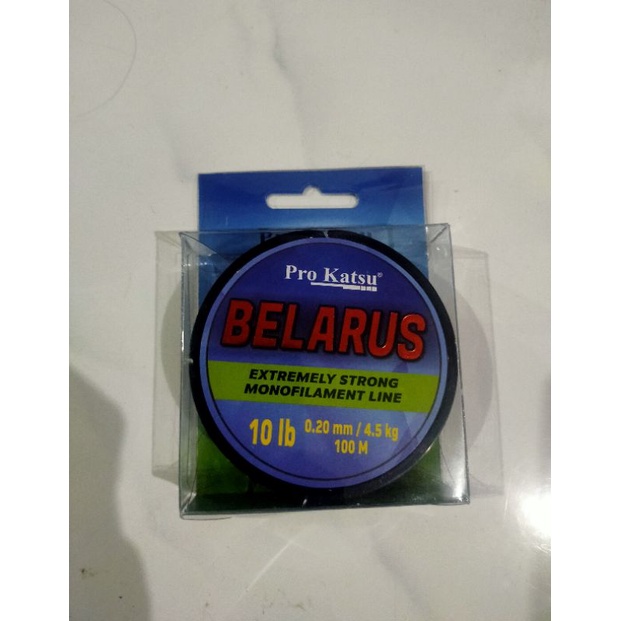 Pro Katsu®
BELARUS
EXTREMELY STRONG
MONOFILAMENT LINE
10 lb
0.20 mm / 4.5 kg
100 M